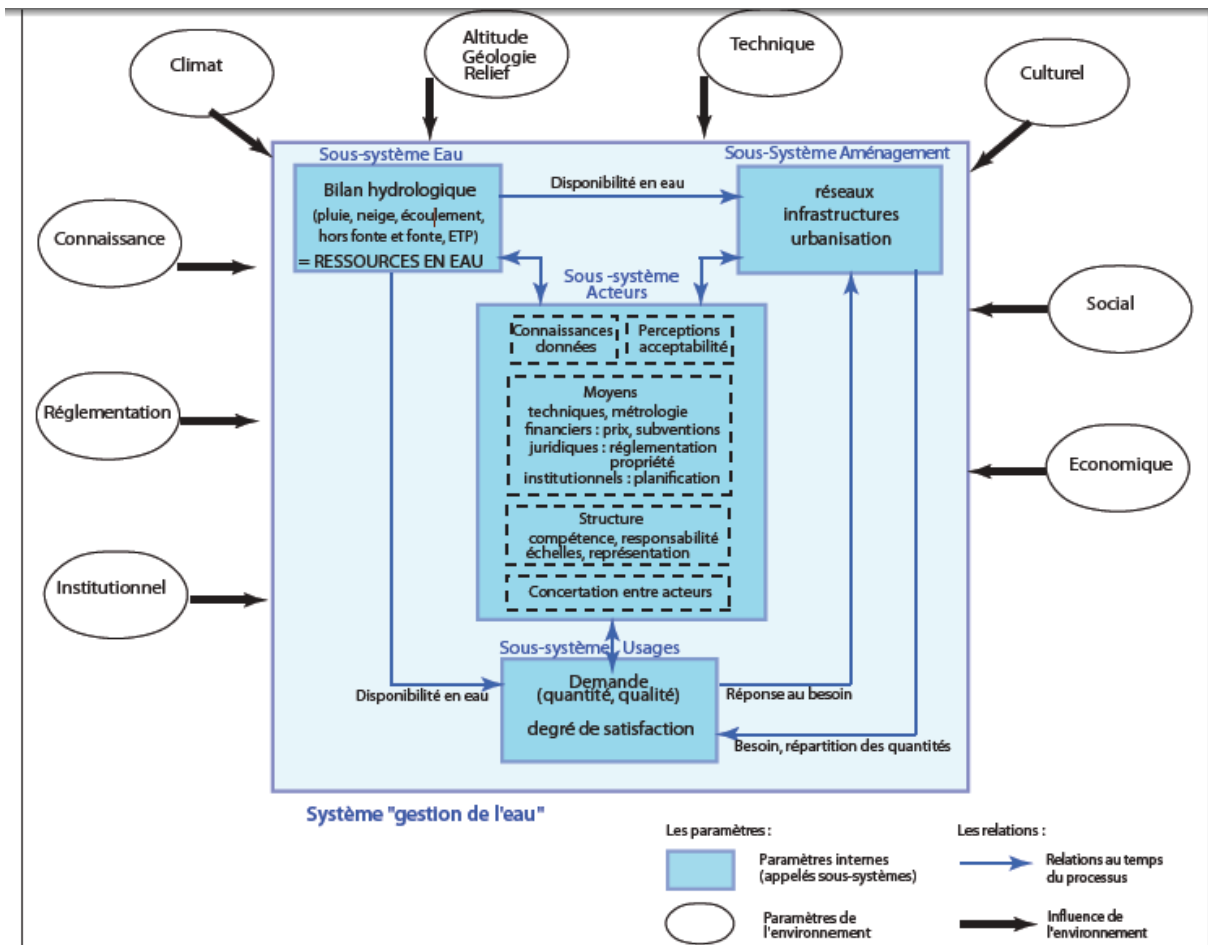 Climat
Altitude
Géologie
Relief
Technique
Culturel
Sous-système Eau
Sous-Système Aménagement
Bilan hydrologique
(pluie, neige, écoulement,
hors fonte et fonte, ETP)
= RESSOURCES EN EAU
Disponibilité en eau
réseaux
infrastructures
urbanisation
Connaissance
Sous -système
Acteurs
Social
Connaissances
données
Perceptions
acceptabilité
Moyens
techniques, métrologie
financiers : prix, subventions
juridiques : réglementation
propriété
institutionnels : planification
Réglementation
Economique
Structure
compétence, responsabilité
échelles, représentation
Concertation entre acteurs
Institutionnel
Sous-système Usages
Demande
(quantité, qualité)
degré de satisfaction
Disponibilité en eau
Réponse au besoin
Besoin, répartition des quantités
Système "gestion de l'eau"
Les paramètres :
Les relations :
Paramètres internes
(appelés sous-systèmes)
Relations au temps
du processus
Paramètres de
l'environnement
Influence de
l'environnement